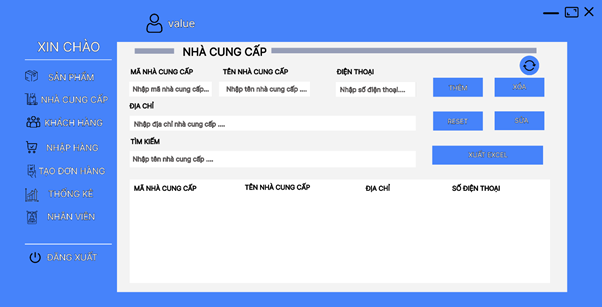 value
XIN CHÀO
SẢN PHẨM
NHÀ CUNG CẤP
KHÁCH HÀNG
NHẬP HÀNG
TẠO ĐƠN HÀNG
THỐNG KÊ
NHÂN VIÊN
ĐĂNG XUẤT
NHÀ CUNG CẤP
MÃ NHÀ CUNG CẤP TÊN NHÀ CUNG CẤP ĐIỆN THOẠI
Nhập mã nhà cung cấp... Nhập tên nhà cung cấp .... Nhập số điện thoại....
THÊM XÓA
ĐỊA CHỈ
Nhập địa chỉ nhà cung cấp ....
RESET SỬA
TÌM KIẾM
Nhập tên nhà cung cấp ....
XUẤT EXCEL
MÃ NHÀ CUNG CẤP TÊN NHÀ CUNG CẤP ĐỊA CHỈ SỐ ĐIỆN THOẠI